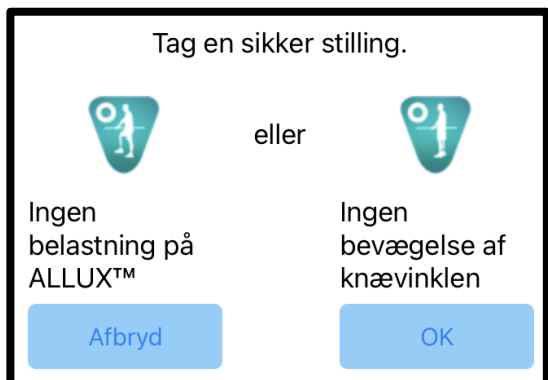 Tag en sikker stilling.
eller
Ingen
belastning på
ALLUX™
Ingen
bevægelse af
knævinklen
Afbryd
OK